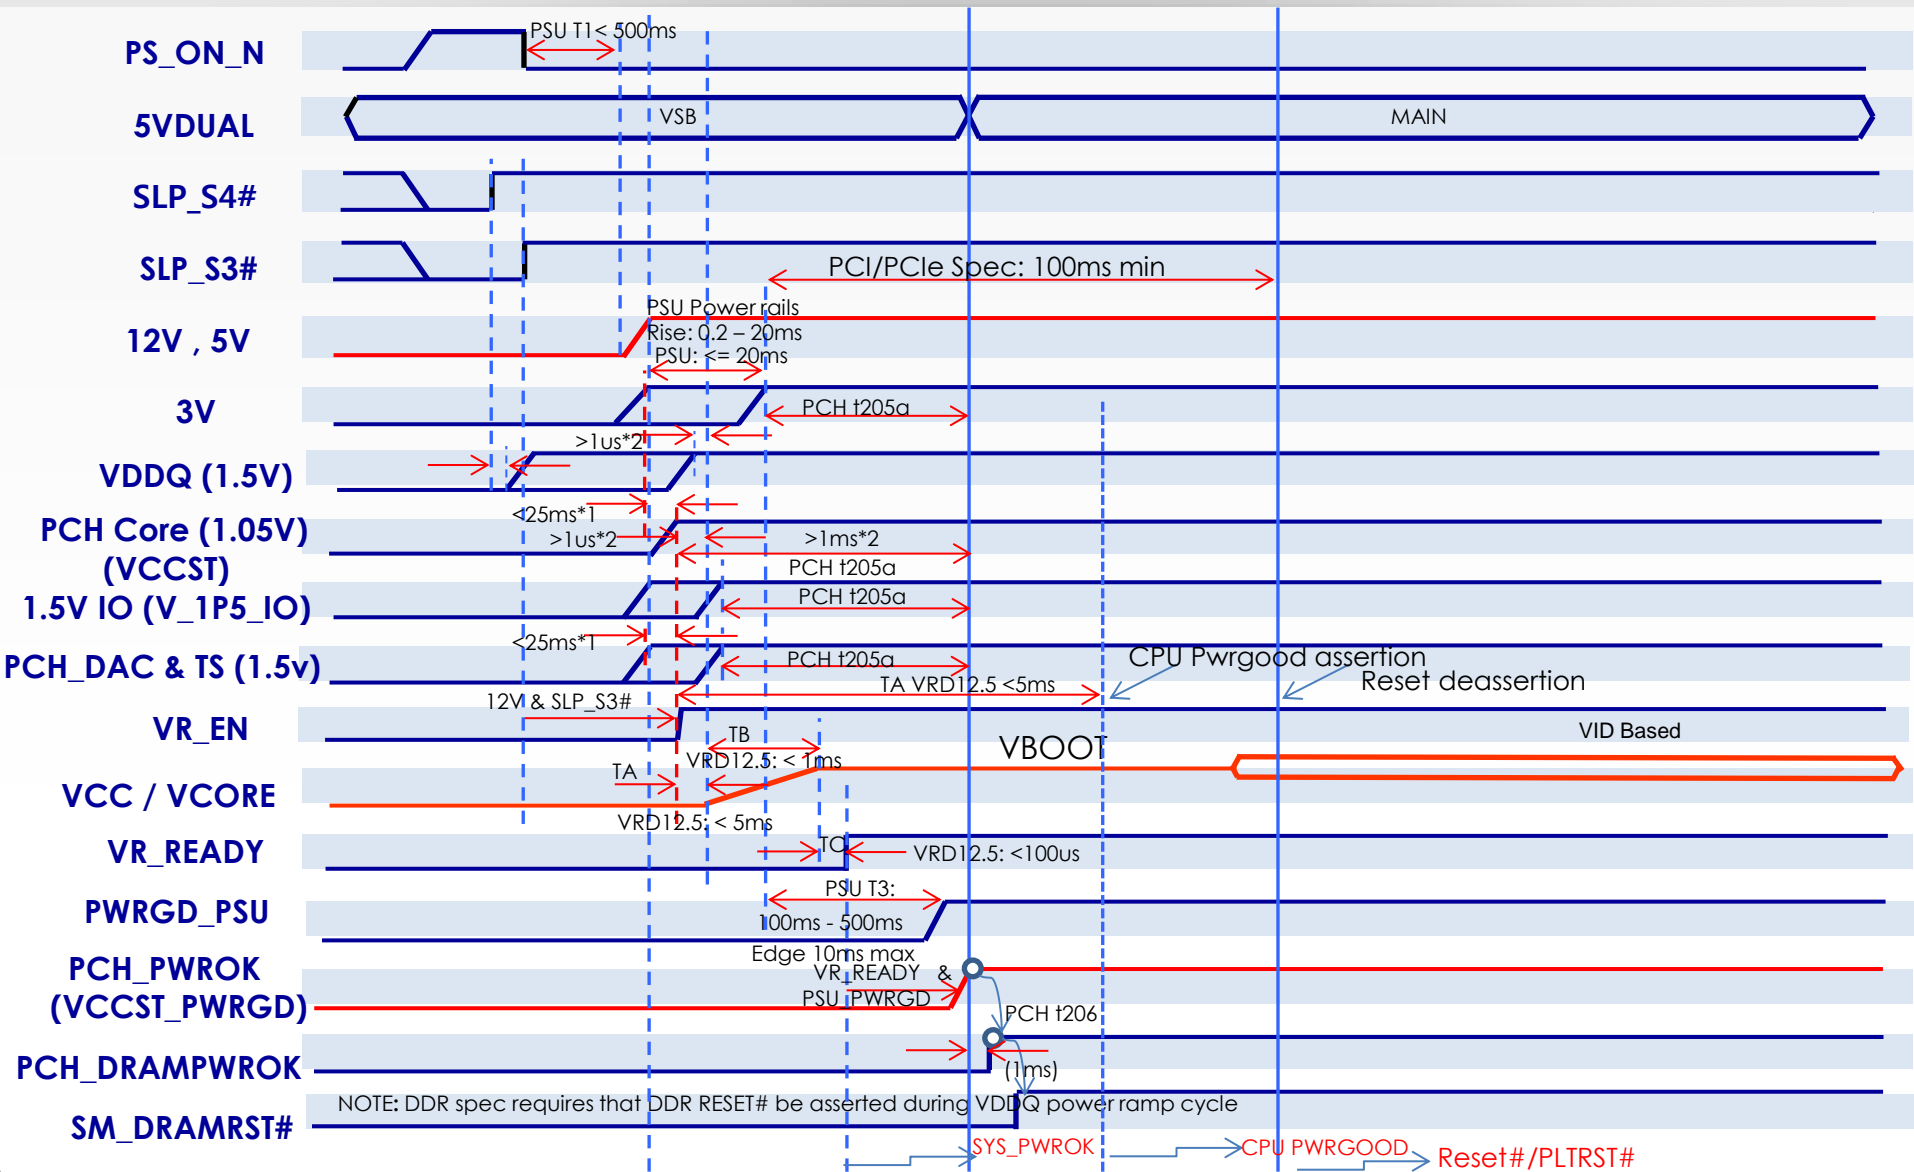 PS_ON_N
PSU T1< 500ms
5VDUAL
VSB
MAIN
SLP_S4#
SLP_S3#
PCI/PCIe Spec: 100ms min
12V , 5V
PSU Power rails
Rise: 0.2 – 20ms
PSU: <= 20ms
3V
PCH t205a
>1us*2
VDDQ (1.5V)
<25ms*1
PCH Core (1.05V)
(VCCST)
>1us*2
>1ms*2
PCH t205a
1.5V IO (V_1P5_IO)
PCH t205a
<25ms*1
PCH_DAC & TS (1.5v)
PCH t205a
CPU Pwrgood assertion
TA VRD12.5 <5ms
Reset deassertion
12V & SLP_S3#
VR_EN
TB
VRD12.5: < 1ms
VBOOT
VID Based
TA
VCC / VCORE
VRD12.5: < 5ms
VR_READY
TC
VRD12.5: <100us
PSU T3:
PWRGD_PSU
100ms - 500ms
Edge 10ms max
PCH_PWROK
(VCCST_PWRGD)
VR_READY &
PSU_PWRGD
PCH t206
PCH_DRAMPWROK
(1ms)
NOTE: DDR spec requires that DDR RESET# be asserted during VDDQ power ramp cycle
SM_DRAMRST#
SYS_PWROK
CPU PWRGOOD
Reset#/PLTRST#